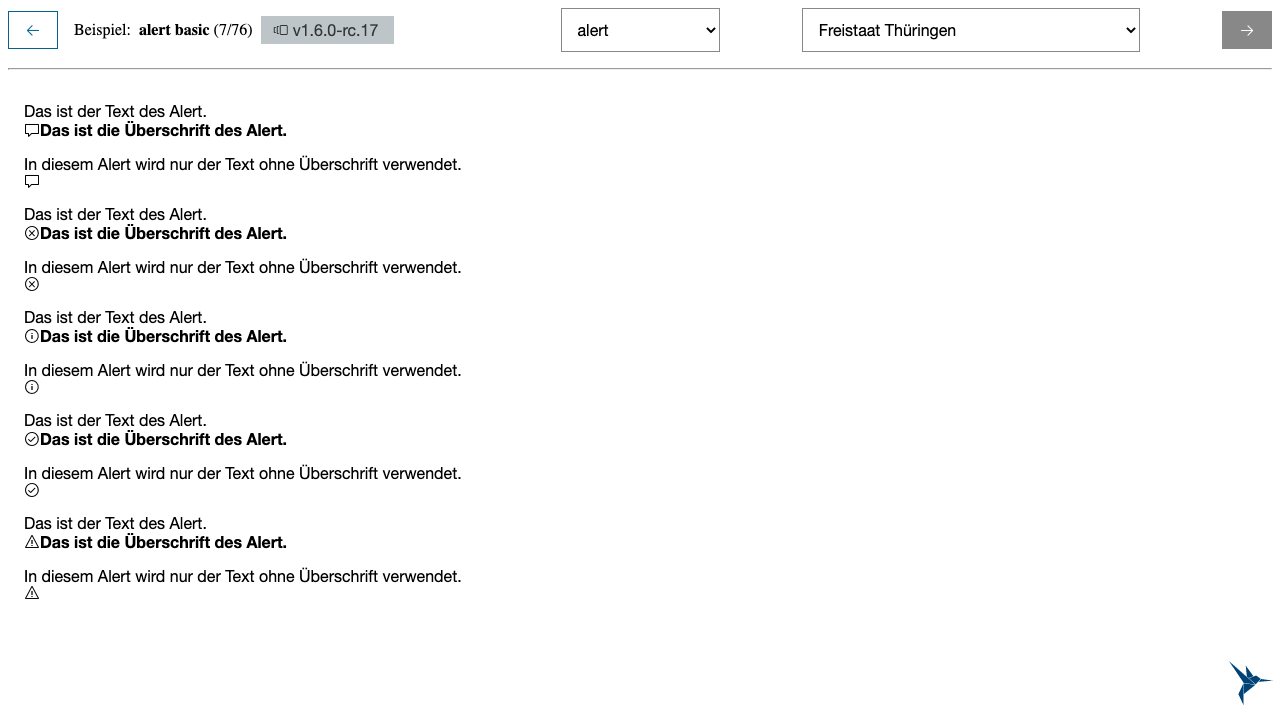 Beispiel: alert basic (7/76) v1.6.0-rc.17 alert Freistaat Thüringen
Das ist der Text des Alert.
Das ist die Überschrift des Alert.
In diesem Alert wird nur der Text ohne Überschrift verwendet.
Das ist der Text des Alert.
Das ist die Überschrift des Alert.
In diesem Alert wird nur der Text ohne Überschrift verwendet.
Das ist der Text des Alert.
Das ist die Überschrift des Alert.
In diesem Alert wird nur der Text ohne Überschrift verwendet.
Das ist der Text des Alert.
Das ist die Überschrift des Alert.
In diesem Alert wird nur der Text ohne Überschrift verwendet.
Das ist der Text des Alert.
Das ist die Überschrift des Alert.
In diesem Alert wird nur der Text ohne Überschrift verwendet.